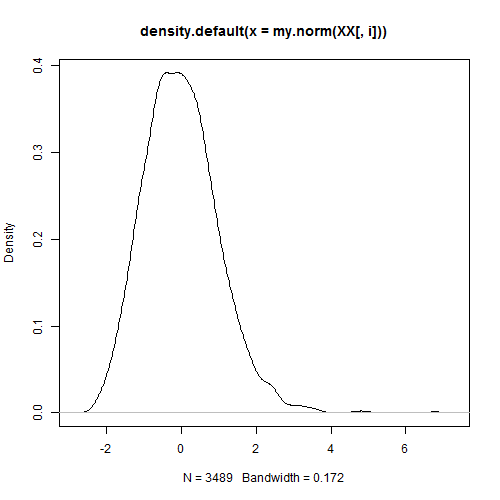 density.default(x = my.norm(XX[, i]))
0.4
0.3
0.2
0.1
0.0
Density
-2 0 2 4 6
N = 3489 Bandwidth = 0.172